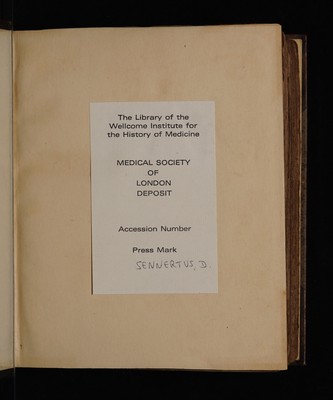 The Library of the
Wellcome Institute for
the History of Medicine
MEDICAL SOCIETY
OF
LONDON
DEPOSIT
Accession Number
Press Mark
SENNERTUS, D.